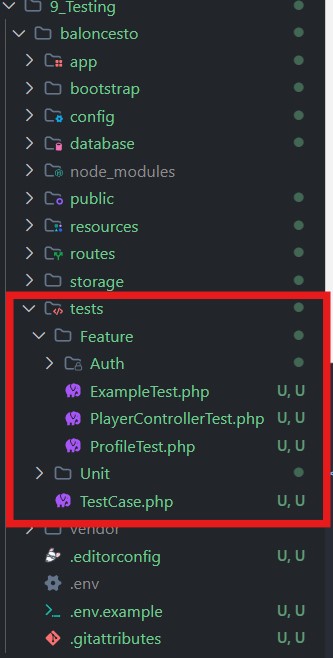 9_Testing
baloncesto
app
bootstrap
config
database
node_modules
public
resources
routes
storage
tests
Feature
Auth
ExampleTest.php U, U
PlayerControllerTest.php U, U
ProfileTest.php U, U
Unit
TestCase.php U, U
vendor
.editorconfig U, U
.env
.env.example U, U
.gitattributes U, U